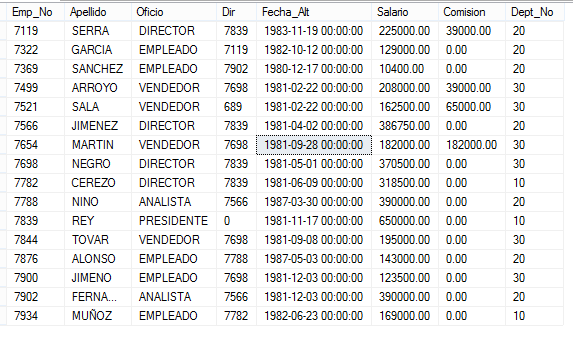 Emp_No Apellido Oficio Dir Fecha_Alt Salario Comision Dept_No
7119 SERRA DIRECTOR 7839 1983-11-19 00:00:00 225000.00 39000.00 20
7322 GARCIA EMPLEADO 7119 1982-10-12 00:00:00 129000.00 0.00 20
7369 SANCHEZ EMPLEADO 7902 1980-12-17 00:00:00 10400.00 0.00 20
7499 ARROYO VENDEDOR 7698 1981-02-22 00:00:00 208000.00 39000.00 30
7521 SALA VENDEDOR 689 1981-02-22 00:00:00 162500.00 65000.00 30
7566 JIMENEZ DIRECTOR 7839 1981-04-02 00:00:00 386750.00 0.00 20
7654 MARTIN VENDEDOR 7698 1981-09-28 00:00:00 182000.00 182000.00 30
7698 NEGRO DIRECTOR 7839 1981-05-01 00:00:00 370500.00 0.00 30
7782 CEREZO DIRECTOR 7839 1981-06-09 00:00:00 318500.00 0.00 10
7788 NINO ANALISTA 7566 1987-03-30 00:00:00 390000.00 0.00 20
7839 REY PRESIDENTE 0 1981-11-17 00:00:00 650000.00 0.00 10
7844 TOVAR VENDEDOR 7698 1981-09-08 00:00:00 195000.00 0.00 30
7876 ALONSO EMPLEADO 7788 1987-05-03 00:00:00 143000.00 0.00 20
7900 JIMENO EMPLEADO 7698 1981-12-03 00:00:00 123500.00 0.00 30
7902 FERNA... ANALISTA 7566 1981-12-03 00:00:00 390000.00 0.00 20
7934 MUÑOZ EMPLEADO 7782 1982-06-23 00:00:00 169000.00 0.00 10